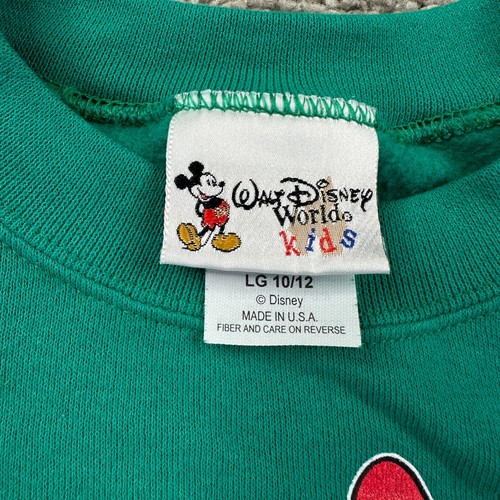 Walt Disney
World®
kids
LG 10/12
© Disney
MADE IN U.S.A.
FIBER AND CARE ON REVERSE